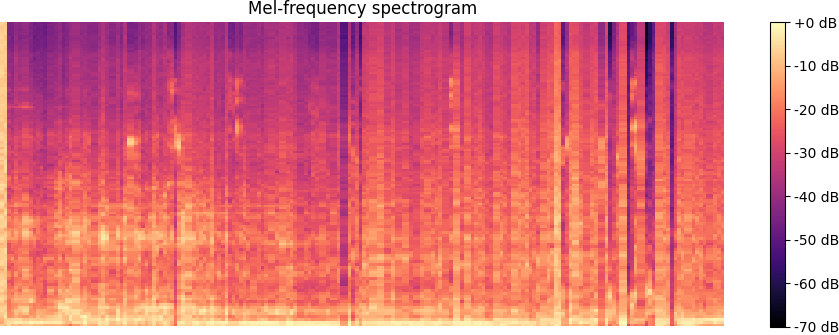 Mel-frequency spectrogram
+0 dB
-10 dB
-20 dB
-30 dB
-40 dB
-50 dB
-60 dB
-70 dB